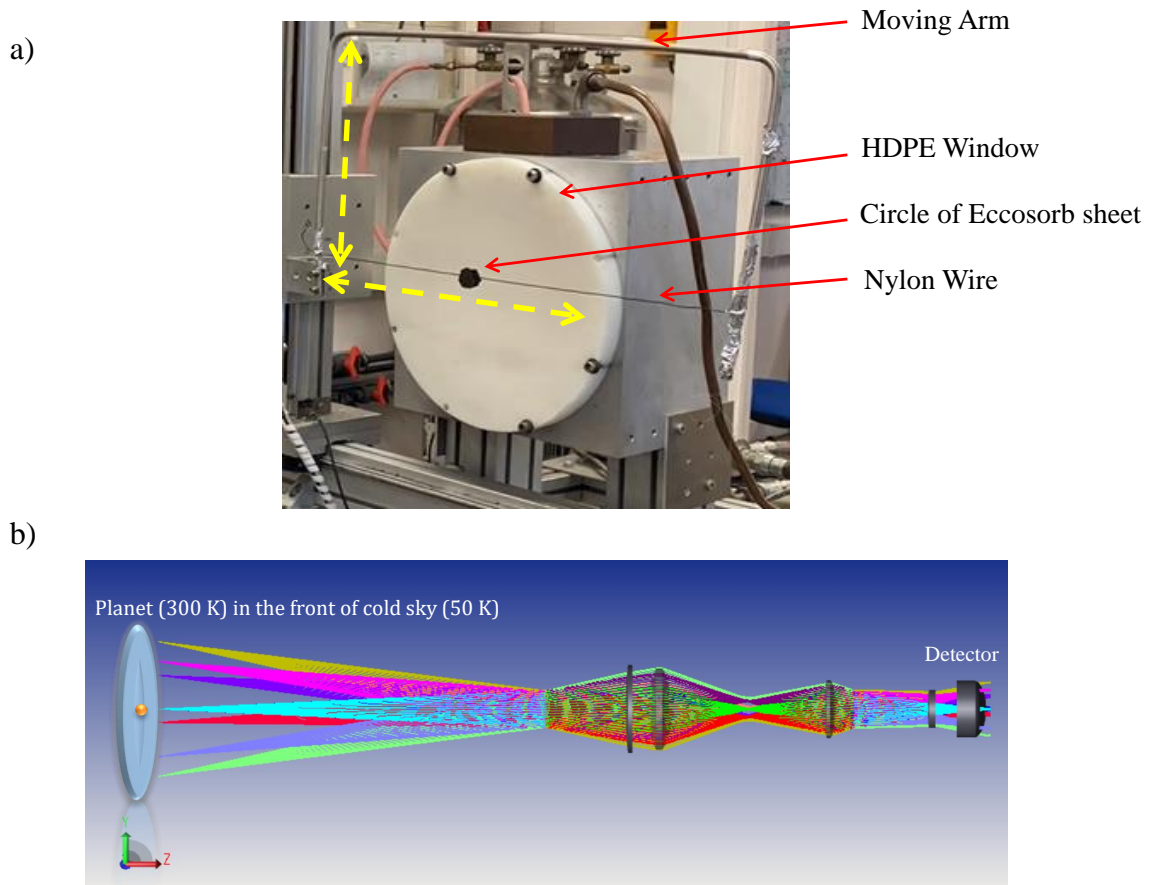 a)
Moving Arm
HDPE Window
Circle of Eccosorb sheet
Nylon Wire
b)
Planet (300 K) in the front of cold sky (50 K)
Detector
Y
Z